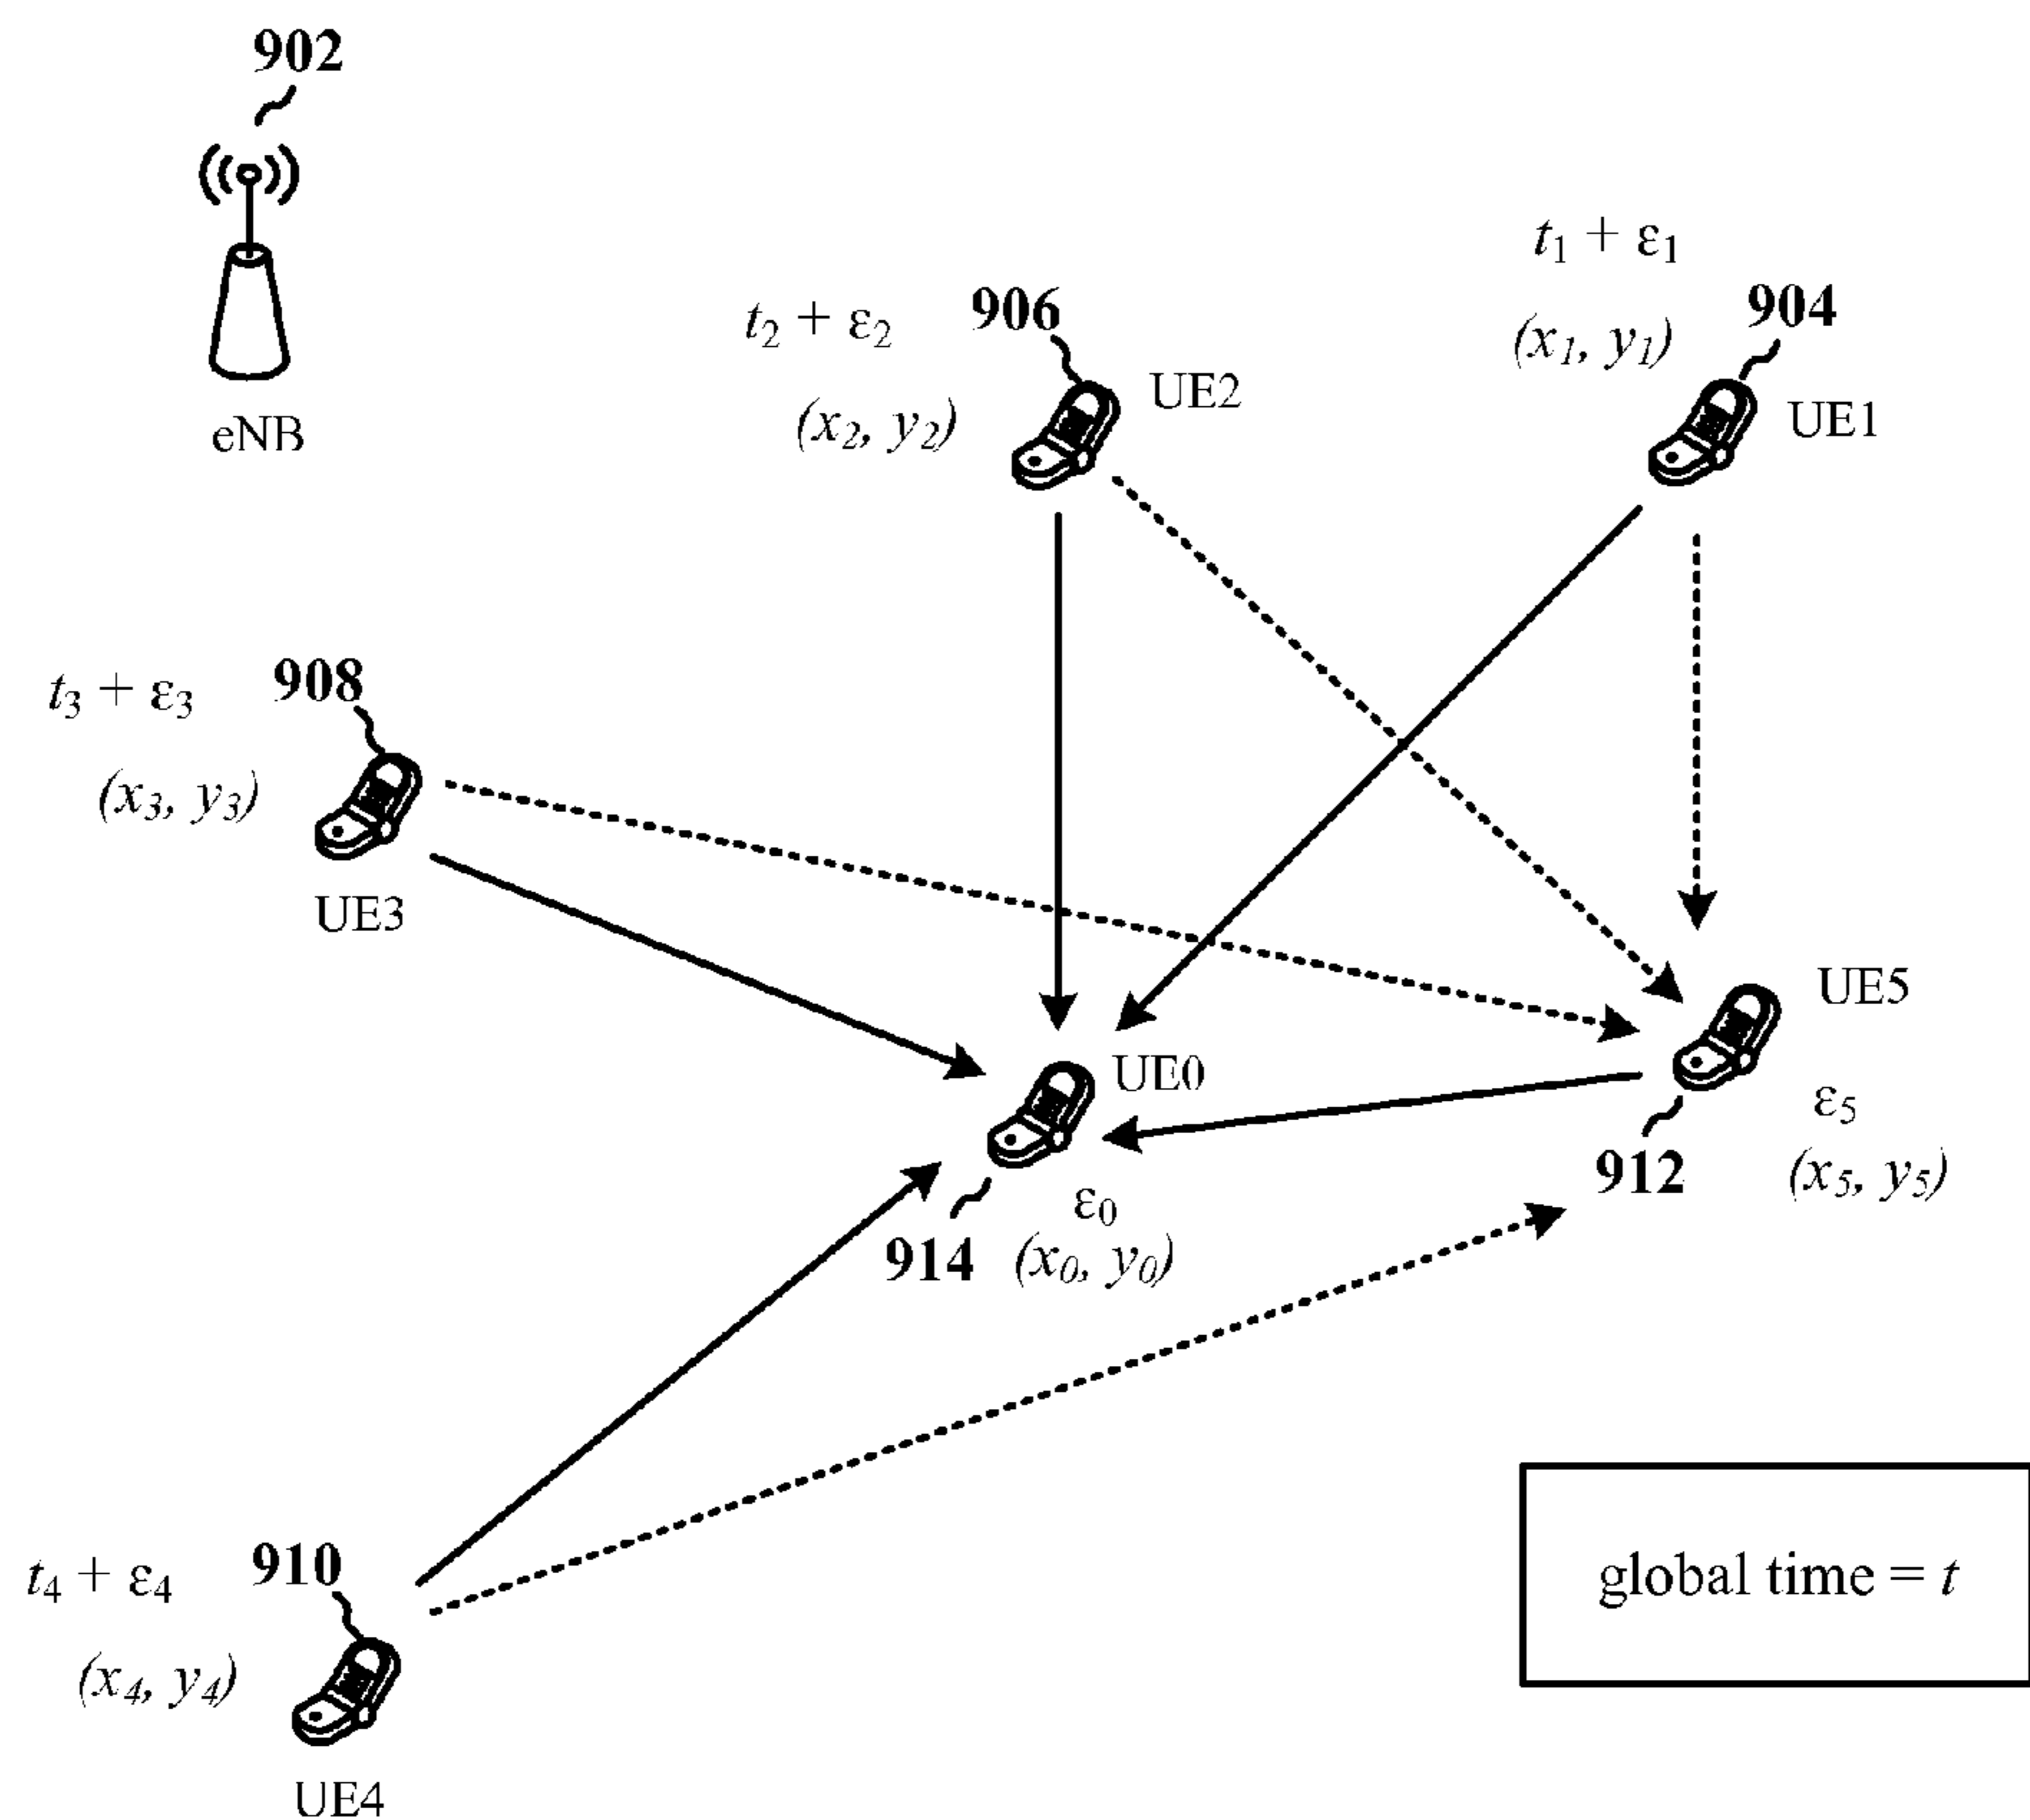 902
eNB
t₁ + ε₁
904
(x₁, y₁)
UE1
906
t₂ + ε₂
UE2
(x₂, y₂)
908
t₃ + ε₃
(x₃, y₃)
UE3
UE5
ε₅
912
(x₅, y₅)
UE0
ε₀
914
(x₀, y₀)
910
t₄ + ε₄
(x₄, y₄)
UE4
global time = t